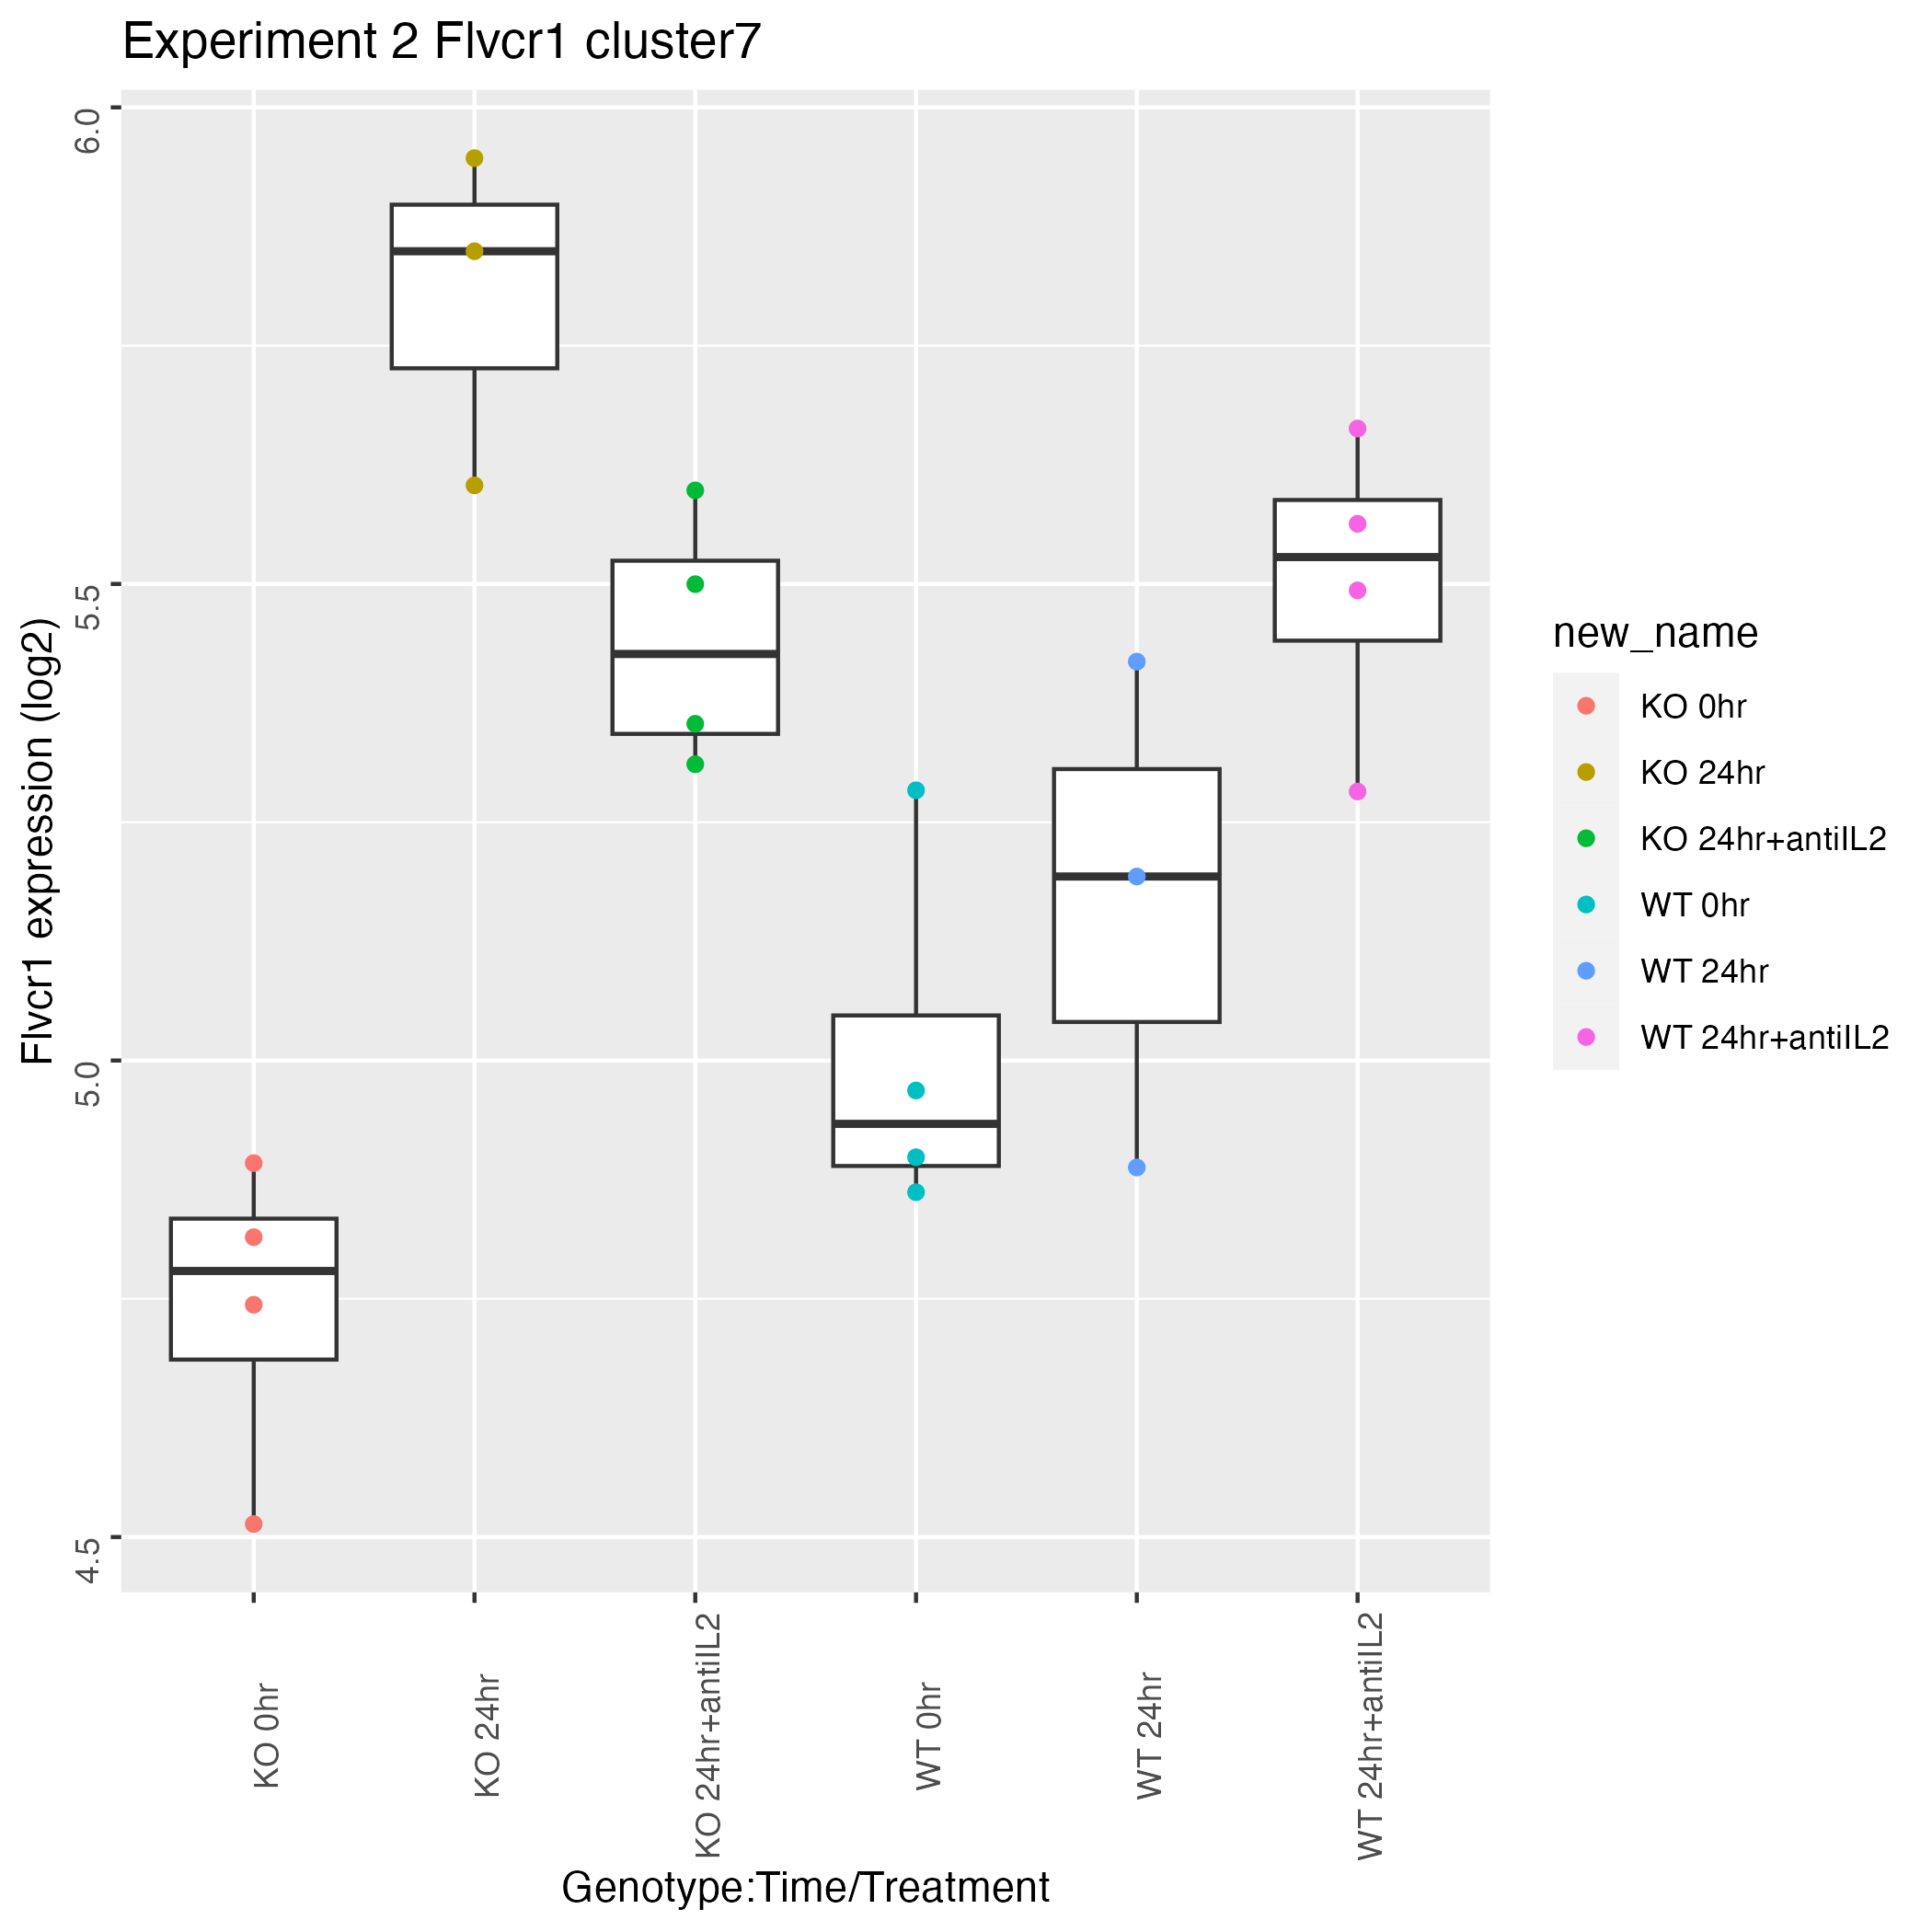 Experiment 2 Flvcr1 cluster7
Flvcr1 expression (log2)
6.0
5.5
5.0
4.5
KO 0hr
KO 24hr
KO 24hr+antiIL2
WT 0hr
WT 24hr
WT 24hr+antiIL2
Genotype:Time/Treatment
new_name
KO 0hr
KO 24hr
KO 24hr+antiIL2
WT 0hr
WT 24hr
WT 24hr+antiIL2